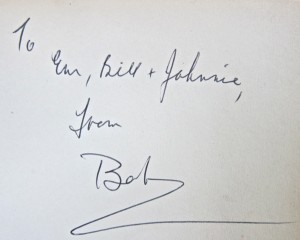 To
Em, Bill + Johnnie,
from
Bob